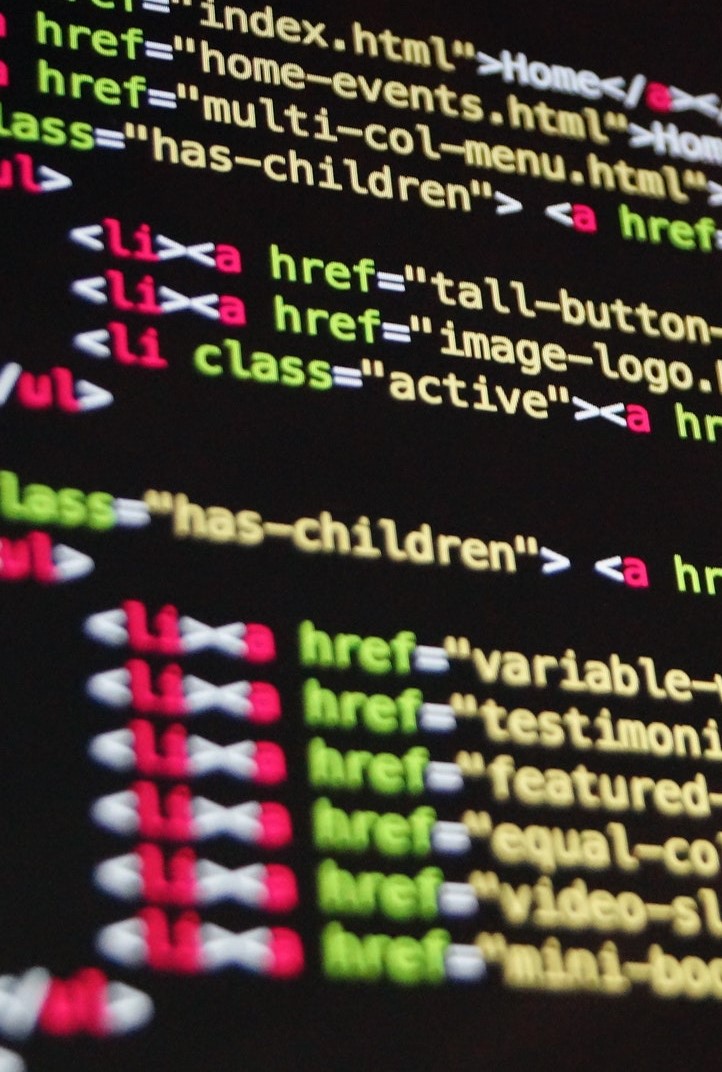 href="index.html">Home</a><
a href="home-events.html">Hom
a href="multi-col-menu.html">
lass="has-children"> <a href=
ul>
<li><a href="tall-button-
<li><a href="image-logo.
<li class="active"><a hr
/ul>
lass="has-children"> <a hr
ul>
<li><a href="variable-
<li><a href="testimoni
<li><a href="featured-
<li><a href="equal-co
<li><a href="video-sl
<li><a href="mini-boo
</ul>